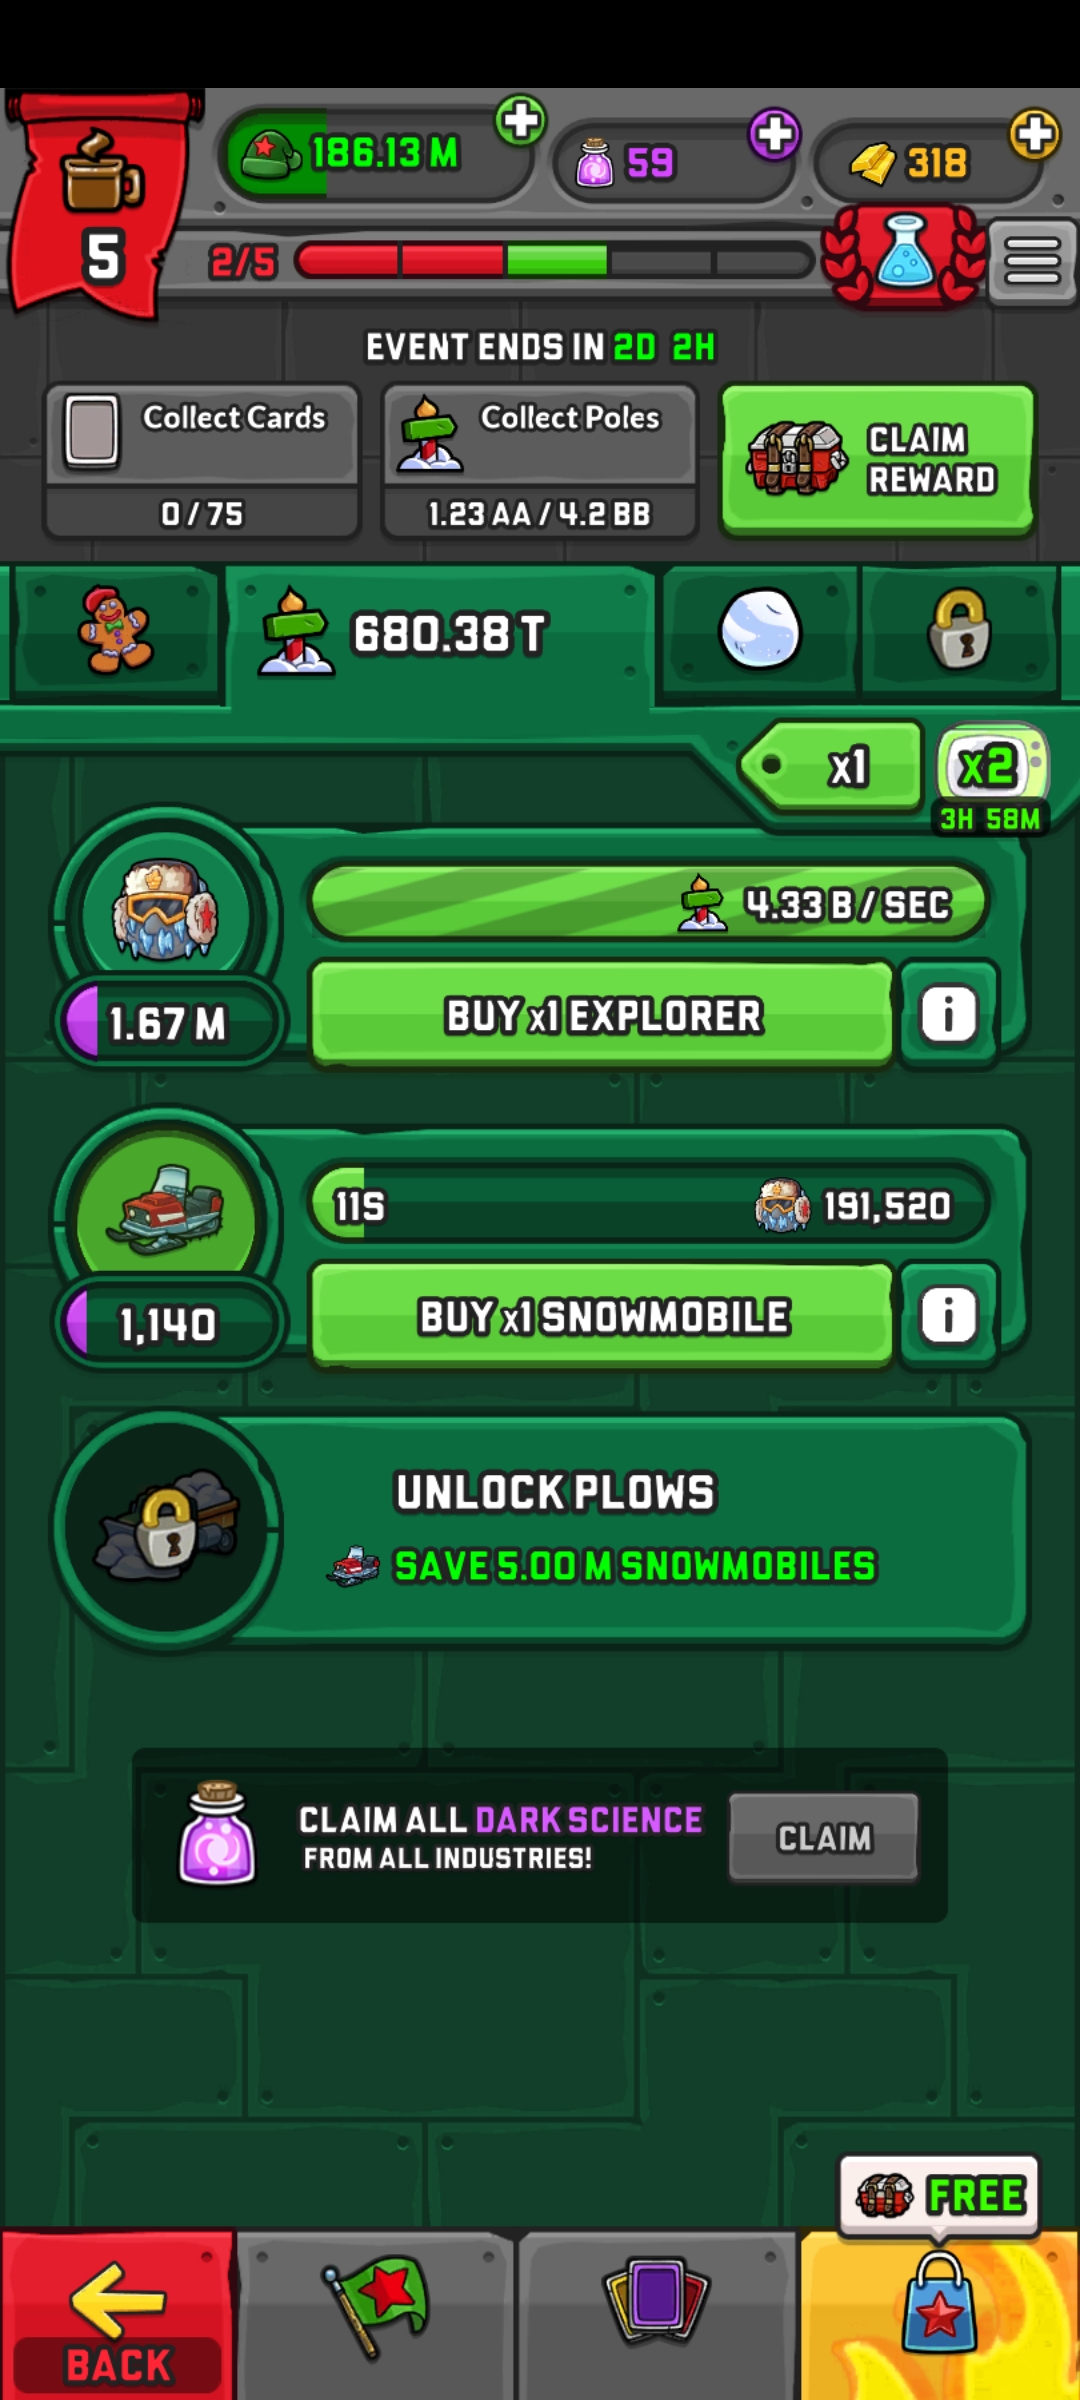 186.13 M
59
318
5
2/5
EVENT ENDS IN 2D 2H
Collect Cards
0 / 75
Collect Poles
1.23 AA / 4.2 BB
CLAIM
REWARD
680.38 T
x1
x2
3H 58M
4.33 B / SEC
1.67 M
BUY x1 EXPLORER
i
11S
191,520
1,140
BUY x1 SNOWMOBILE
i
UNLOCK PLOWS
SAVE 5.00 M SNOWMOBILES
CLAIM ALL DARK SCIENCE
FROM ALL INDUSTRIES!
CLAIM
FREE
BACK